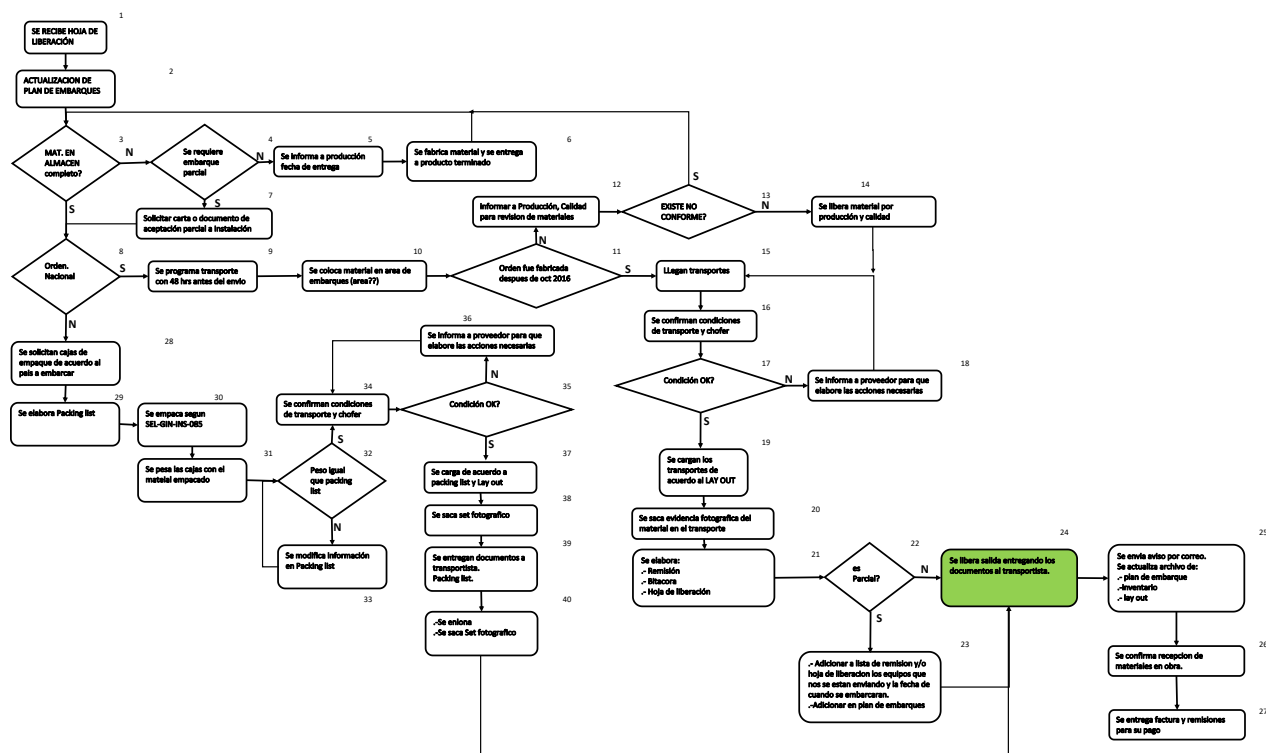 1
SE RECIBE HOJA DE
LIBERACIÓN
2
ACTUALIZACION DE
PLAN DE EMBARQUES
3
MAT. EN
ALMACEN
completo?
N
S
4
Se requiere
embarque
parcial
N
S
5
Se informa a producción
fecha de entrega
6
Se fabrica material y se entrega
a producto terminado
7
Solicitar carta o documento de
aceptación parcial a Instalación
8
Orden.
Nacional
S
N
9
Se programa transporte
con 48 hrs antes del envio
10
Se coloca material en area de
embarques (area??)
11
Orden fue fabricada
despues de oct 2016
N
S
12
Informar a Producción, Calidad
para revision de materiales
13
EXISTE NO
CONFORME?
S
N
14
Se libera material por
producción y calidad
15
LLegan transportes
16
Se confirman condiciones
de transporte y chofer
17
Condición OK?
N
S
18
Se informa a proveedor para que
elabore las acciones necesarias
19
Se cargan los
transportes de
acuerdo al LAY OUT
20
Se saca evidencia fotografica del
material en el transporte
21
Se elabora:
.- Remisión
.- Bitacora
.- Hoja de liberación
22
es
Parcial?
N
S
23
.- Adicionar a lista de remision y/o
hoja de liberacion los equipos que
nos se estan enviando y la fecha de
cuando se embarcaran.
.-Adicionar en plan de embarques
24
Se libera salida entregando los
documentos al transportista.
25
Se envia aviso por correo.
Se actualiza archivo de:
.- plan de embarque
.-Inventario
.- lay out
26
Se confirma recepcion de
materiales en obra.
27
Se entrega factura y remisiones
para su pago
28
Se solicitan cajas de
empaque de acuerdo al
pais a embarcar
29
Se elabora Packing list
30
Se empaca segun
SEL-GIN-INS-085
31
Se pesa las cajas con el
mateial empacado
32
Peso igual
que packing
list
S
N
33
Se modifica información
en Packing list
34
Se confirman condiciones
de transporte y chofer
35
Condición OK?
N
S
36
Se informa a proveedor para que
elabore las acciones necesarias
37
Se carga de acuerdo a
packing list y Lay out
38
Se saca set fotografico
39
Se entregan documentos a
transportista.
Packing list.
40
.-Se enlona
.-Se saca Set fotografico